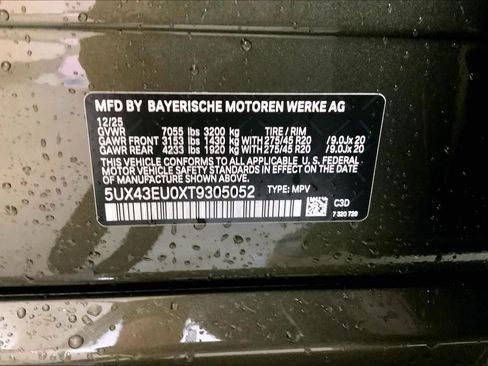 MFD BY BAYERISCHE MOTOREN WERKE AG
12/25
GVWR 7055 lbs 3200 kg TIRE / RIM
GAWR FRONT 3153 lbs 1430 kg WITH 275/45 R20 / 9.0Jx 20
GAWR REAR 4233 lbs 1920 kg WITH 275/45 R20 / 9.0Jx 20
THIS VEHICLE CONFORMS TO ALL APPLICABLE U. S. FEDERAL
MOTOR VEHICLE SAFETY STANDARDS IN EFFECT ON THE DATE OF
MANUFACTURE SHOWN ABOVE.
5UX43EU0XT9305052 TYPE: MPV
C3D
7 320 729